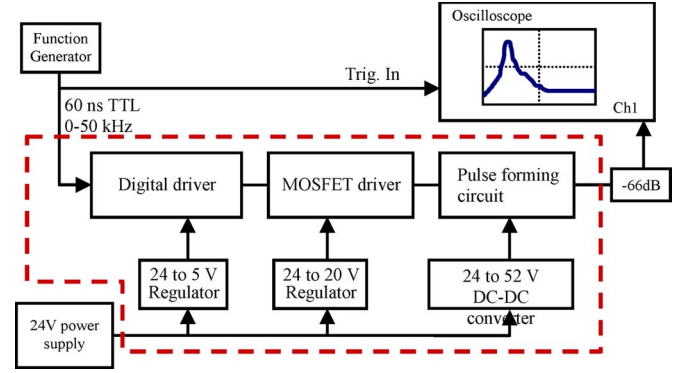 Function
Generator
Oscilloscope
Trig. In
Ch1
60 ns TTL
0-50 kHz
Digital driver
MOSFET driver
Pulse forming
circuit
-66dB
24 to 5 V
Regulator
24 to 20 V
Regulator
24 to 52 V
DC-DC
converter
24V power
supply